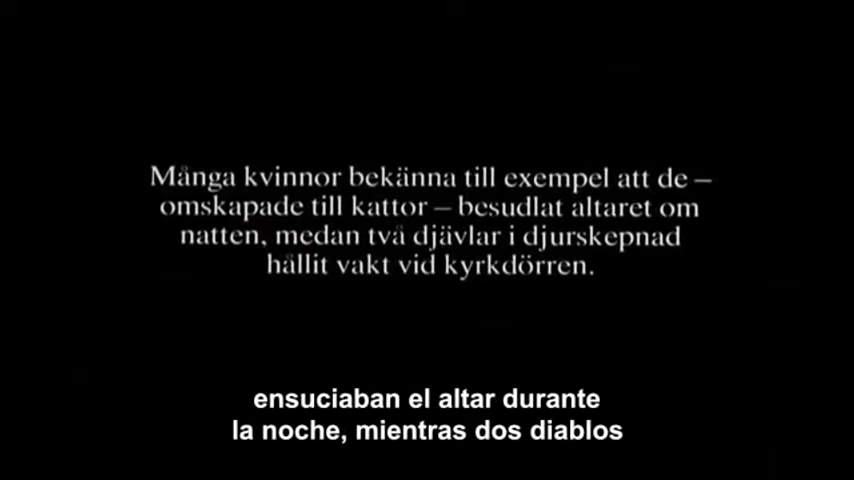 Många kvinnor bekänna till exempel att de –
omskapade till kattor – besudlat altaret om
natten, medan två djävlar i djurskepnad
hållit vakt vid kyrkdörren.
ensuciaban el altar durante
la noche, mientras dos diablos